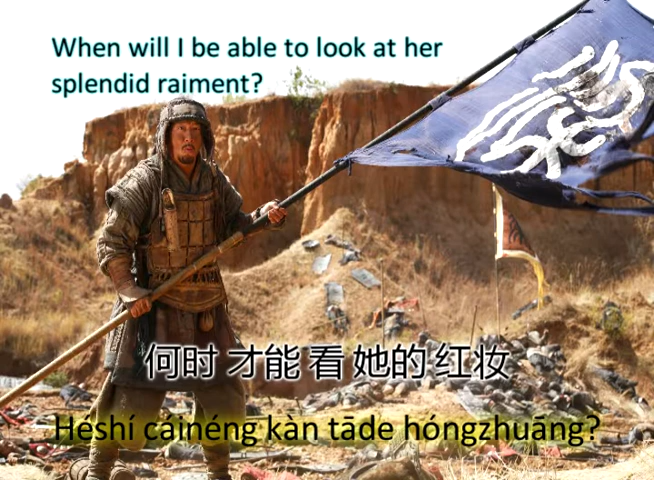 When will I be able to look at her
splendid raiment?
何时 才能 看 她的 红妆
Héshí cáinéng kàn tāde hóngzhuāng?